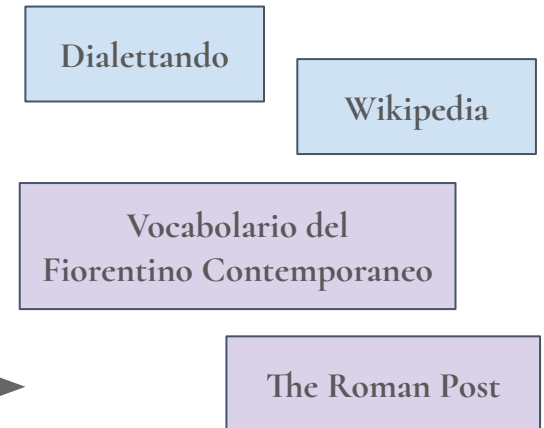 Dialettando
Wikipedia
Vocabolario del
Fiorentino Contemporaneo
The Roman Post